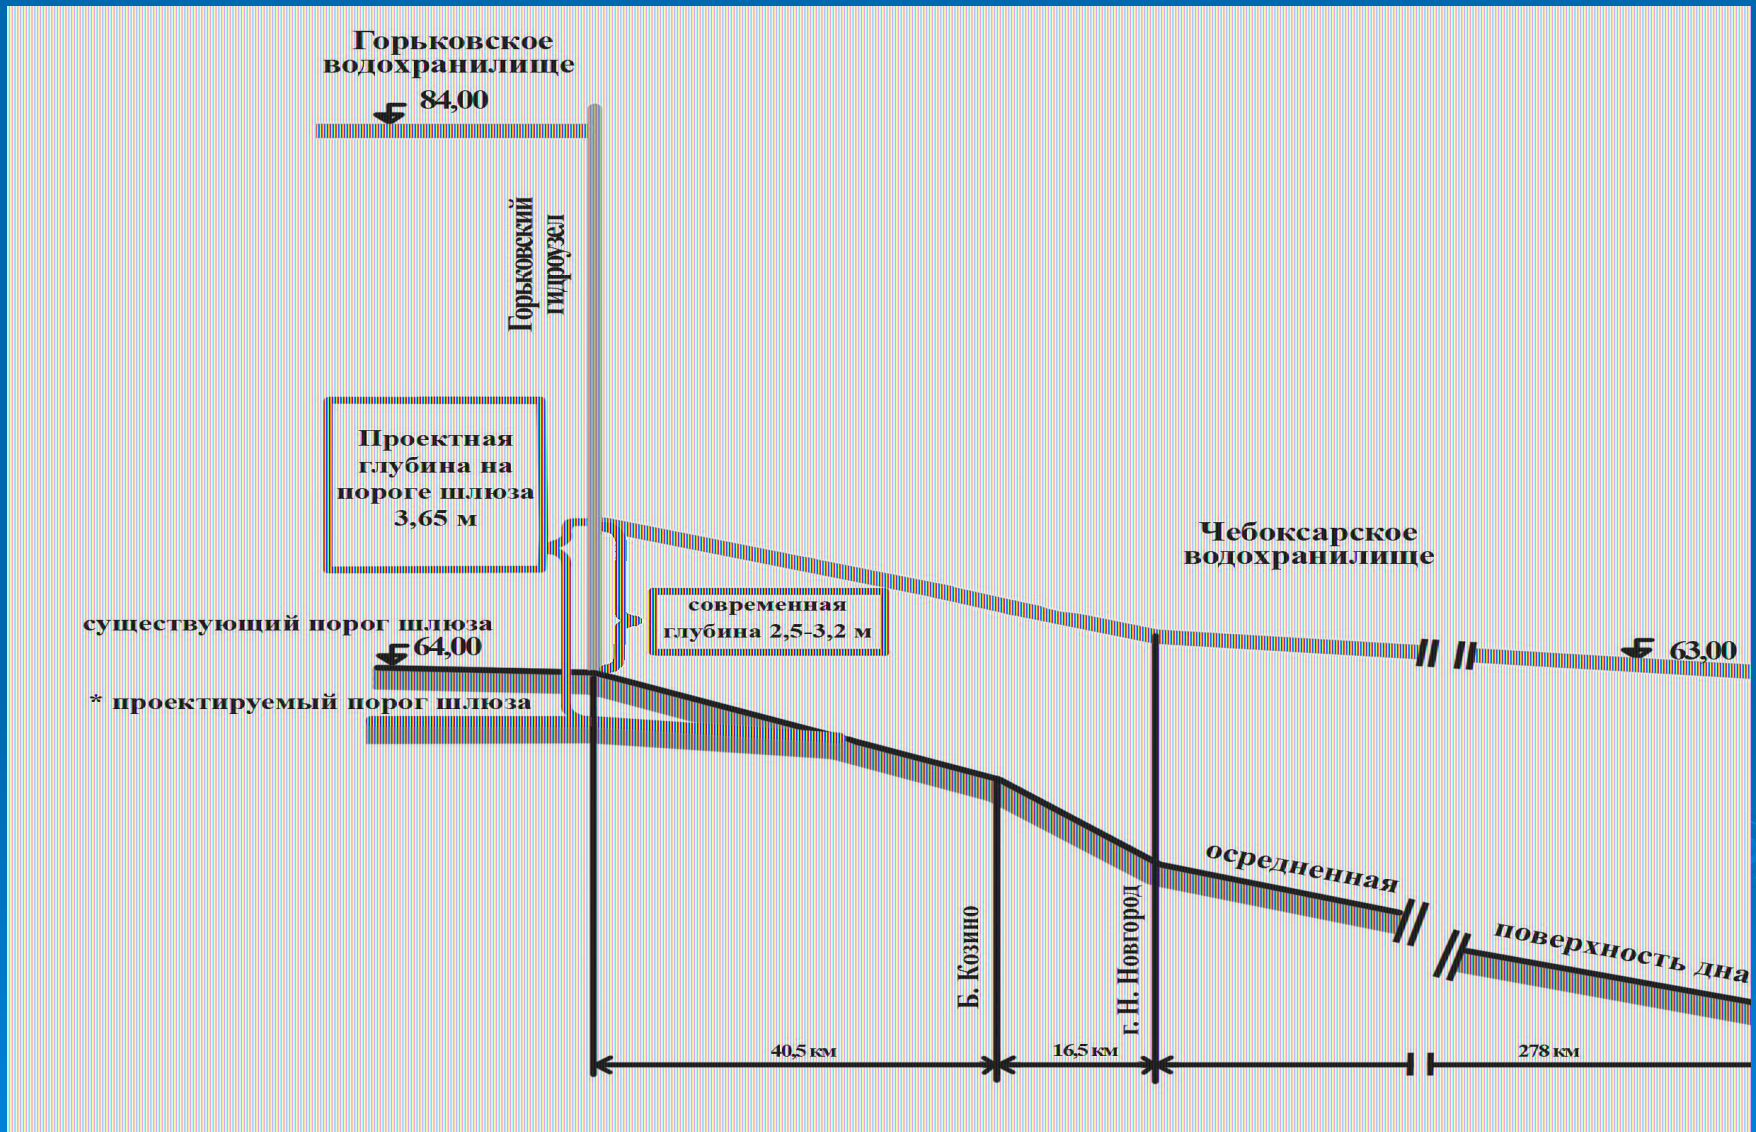 Горьковское
водохранилище
84,00
Горьковский
гидроузел
Проектная
глубина на
пороге шлюза
3,65 м
Чебоксарское
водохранилище
современная
глубина 2,5-3,2 м
существующий порог шлюза
64,00
63,00
* проектируемый порог шлюза
осредненная
поверхность дна
Б. Козино
г. Н. Новгород
40,5 км
16,5 км
278 км